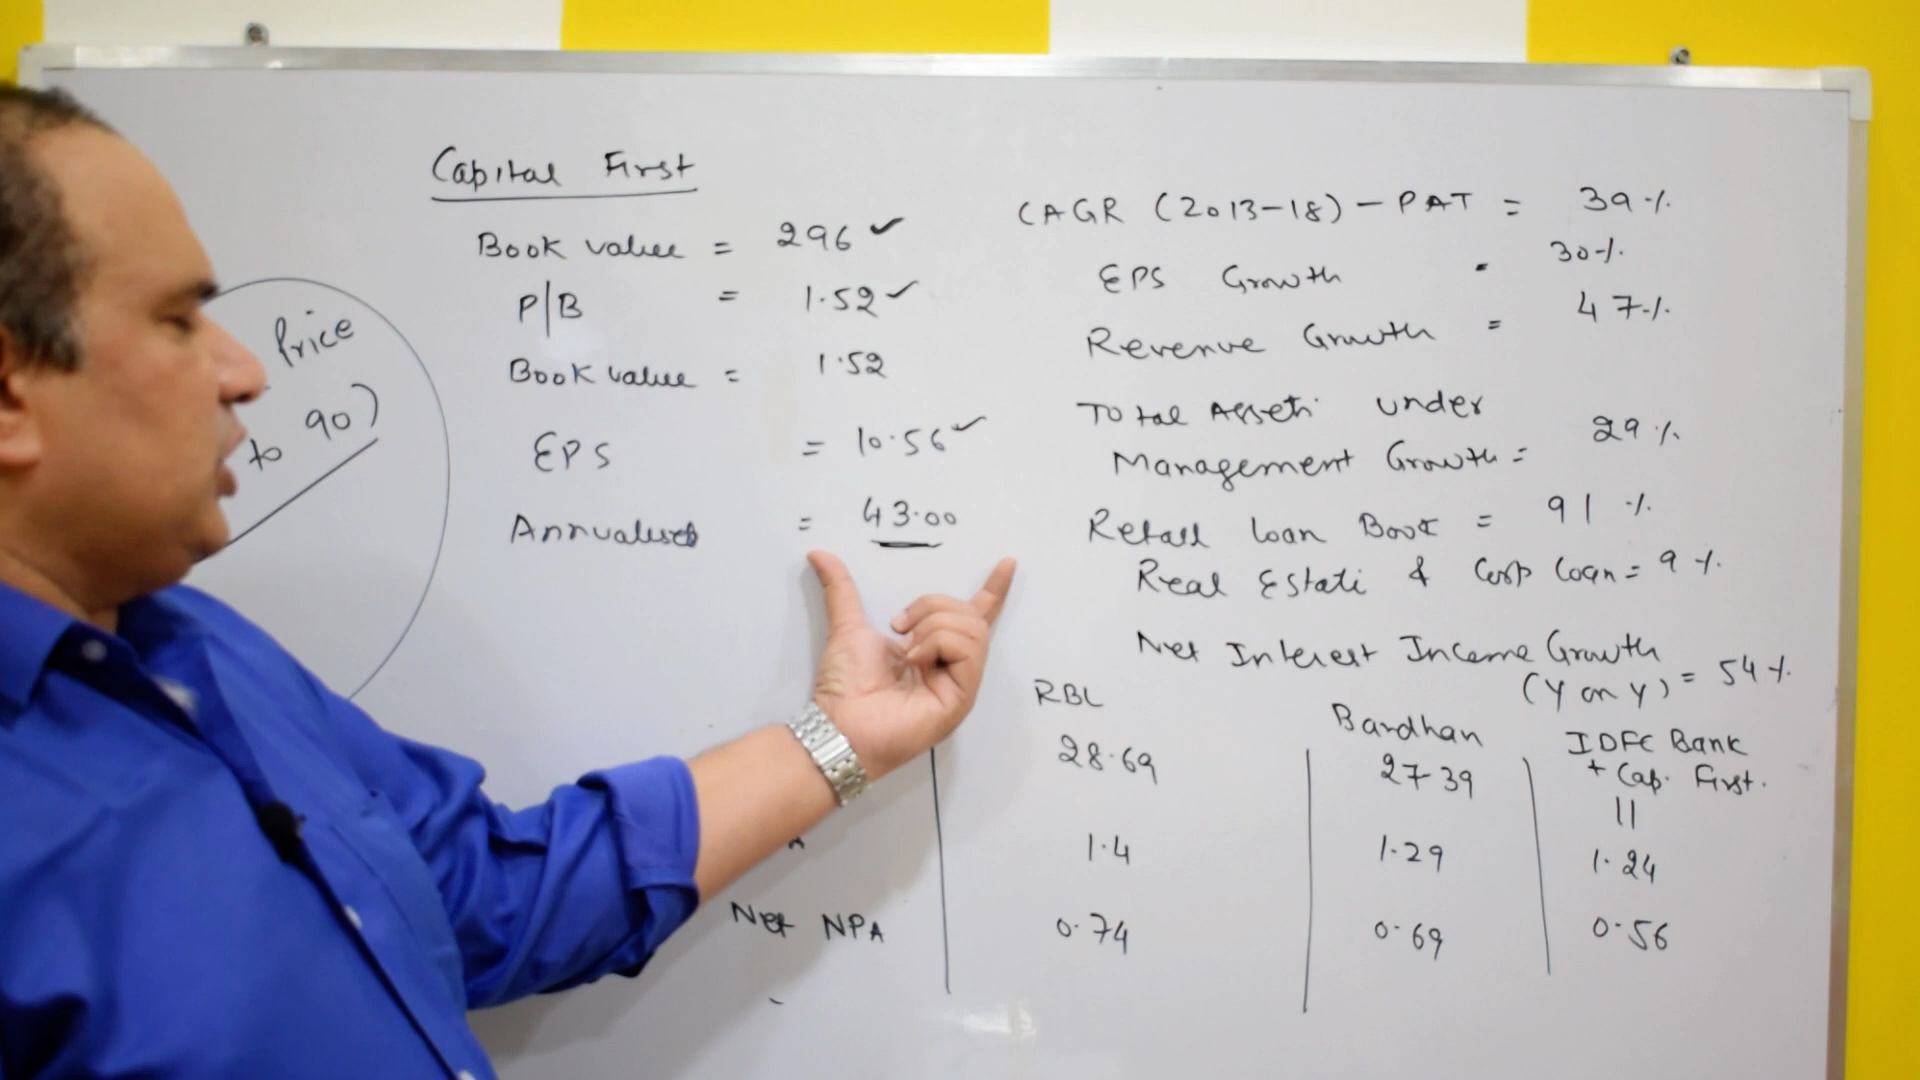 Capital First
Book value = 296 ✓
P/B = 1.52 ✓
Book value = 1.52
EPS = 10.56 ✓
= 43.00
Price
to 90)
CAGR (2013-18) - PAT = 39 %
EPS Growth - 30 %
Revenue Growth = 47 %
Total Assets under
Management Growth = 29 %
Retail Loan Book = 91 %
Real Estate & Corp Loan = 9 %
Net Interest Income Growth
(Y on Y) = 54 %
RBL Bardhan IDFC Bank
+ Cap. First.
28.69 27.39 11
A 1.4 1.29 1.24
Net NPA 0.74 0.69 0.56